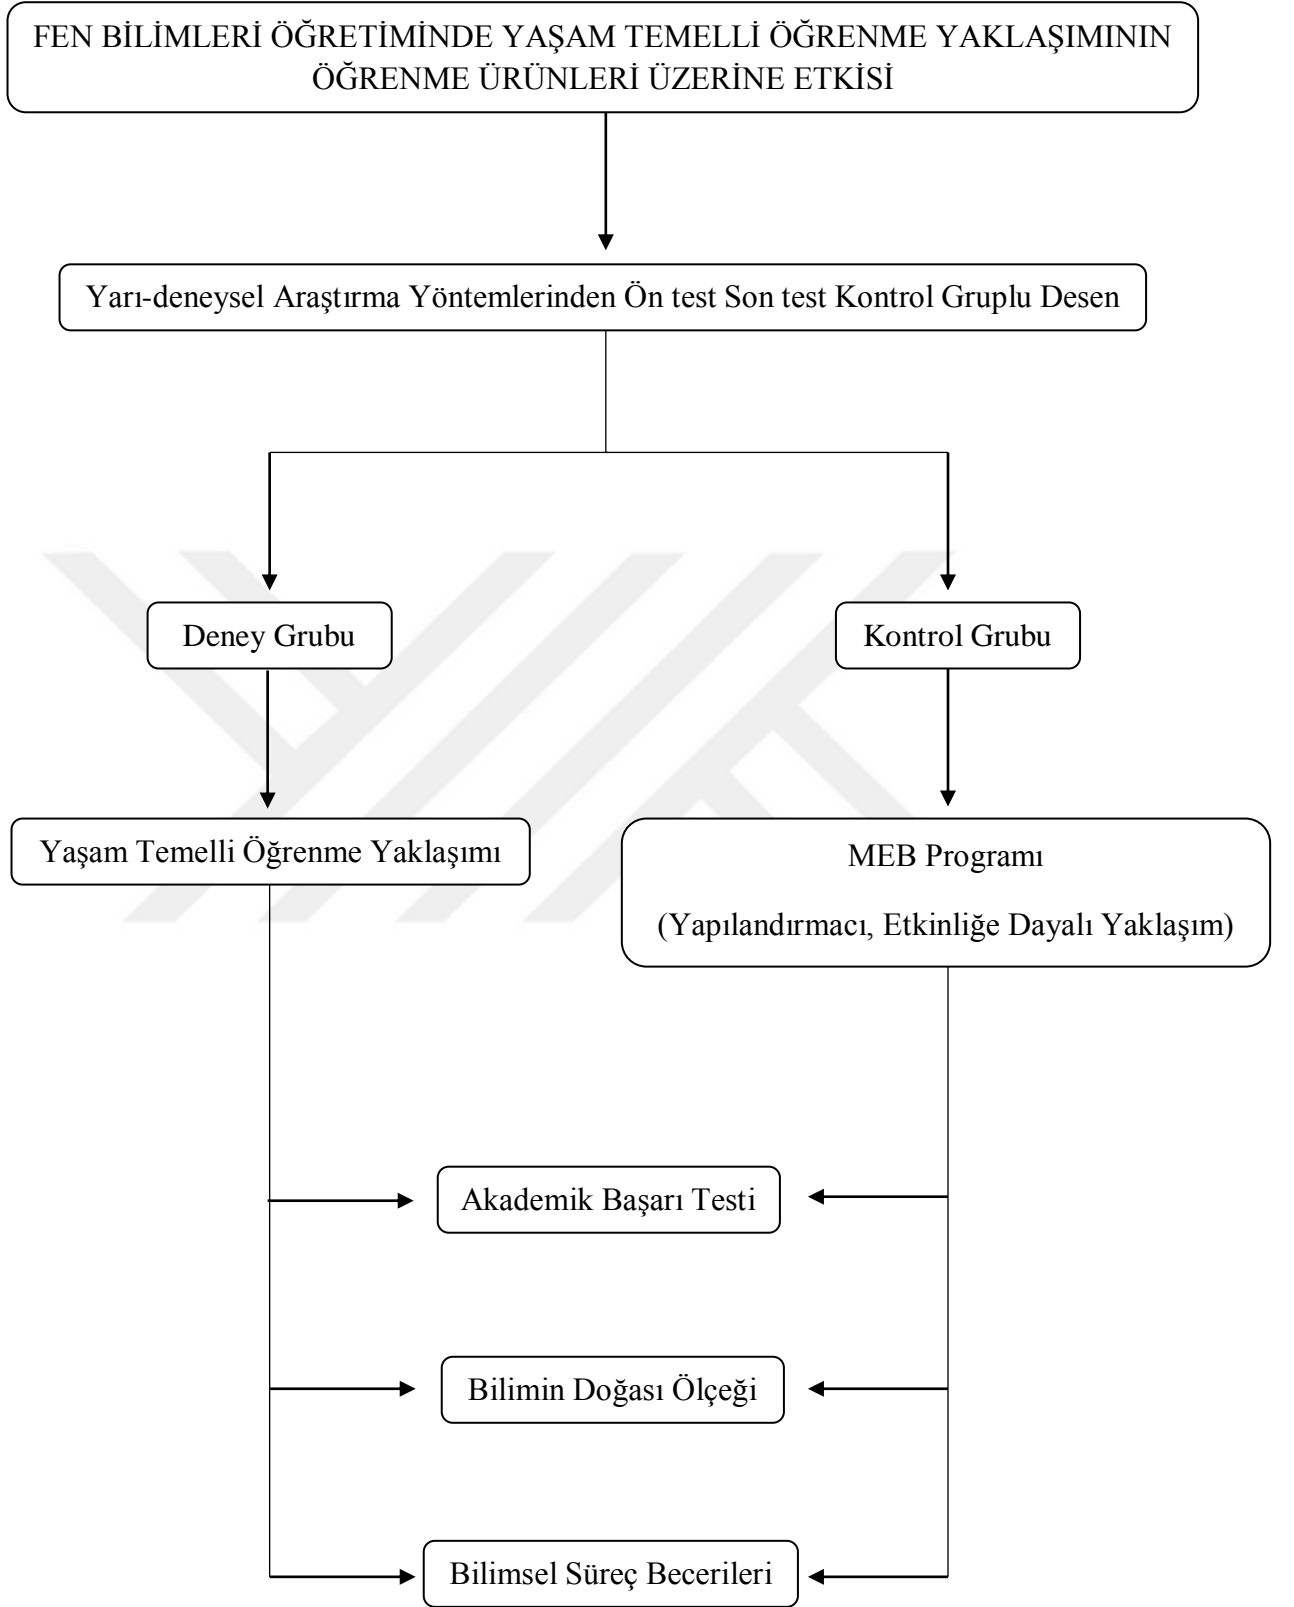 FEN BİLİMLERİ ÖĞRETİMİNDE YAŞAM TEMELLİ ÖĞRENME YAKLAŞIMININ
ÖĞRENME ÜRÜNLERİ ÜZERİNE ETKİSİ
Yarı-deneysel Araştırma Yöntemlerinden Ön test Son test Kontrol Gruplu Desen
Deney Grubu
Kontrol Grubu
Yaşam Temelli Öğrenme Yaklaşımı
MEB Programı
(Yapılandırmacı, Etkinliğe Dayalı Yaklaşım)
Akademik Başarı Testi
Bilimin Doğası Ölçeği
Bilimsel Süreç Becerileri